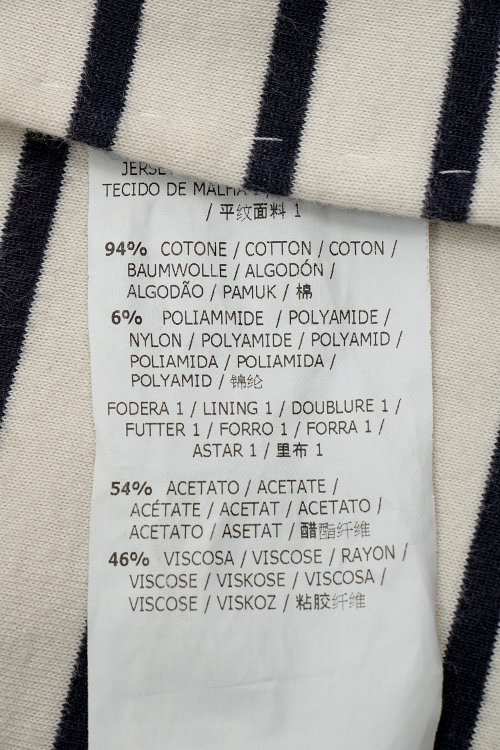 TECIDO DE MALHA
/ 平纹面料 1
94% COTONE / COTTON / COTON /
BAUMWOLLE / ALGODÓN /
ALGODÃO / PAMUK / 棉
6% POLIAMMIDE / POLYAMIDE /
NYLON / POLYAMIDE / POLYAMID /
POLIAMIDA / POLIAMIDA /
POLYAMID / 锦纶
FODERA 1 / LINING 1 / DOUBLURE 1 /
FUTTER 1 / FORRO 1 / FORRA 1 /
ASTAR 1 / 里布 1
54% ACETATO / ACETATE /
ACÉTATE / ACETAT / ACETATO /
ACETATO / ASETAT / 醋酯纤维
46% VISCOSA / VISCOSE / RAYON /
VISCOSE / VISKOSE / VISCOSA /
VISCOSE / VISKOZ / 粘胶纤维